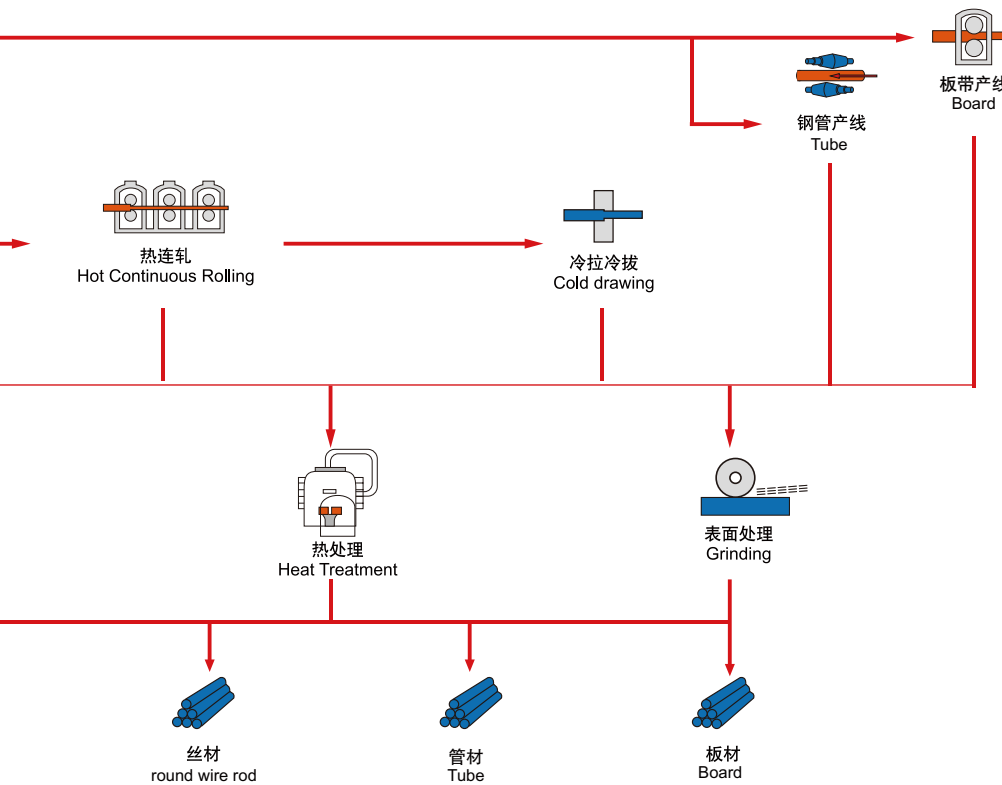 板带产线
Board
钢管产线
Tube
热连轧
Hot Continuous Rolling
冷拉冷拔
Cold drawing
热处理
Heat Treatment
表面处理
Grinding
丝材
round wire rod
管材
Tube
板材
Board